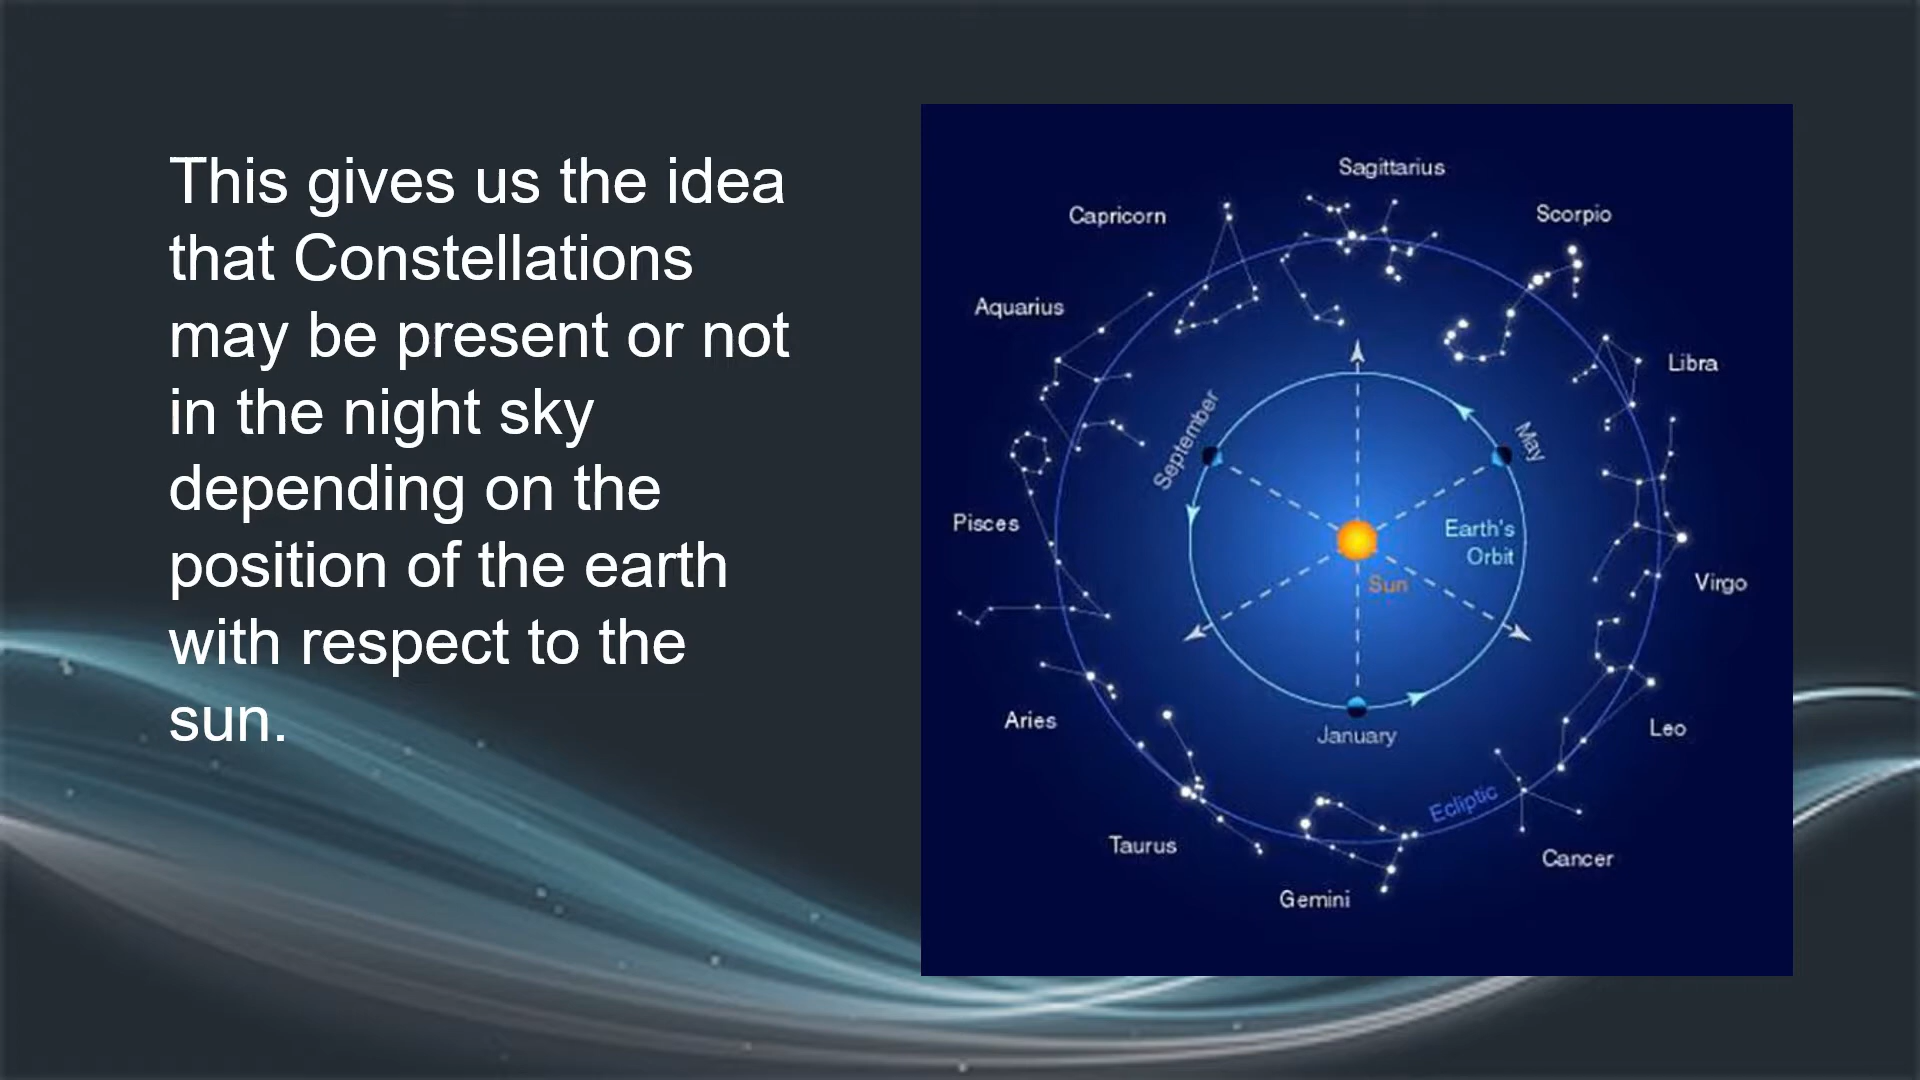 This gives us the idea
that Constellations
may be present or not
in the night sky
depending on the
position of the earth
with respect to the
sun.
Sagittarius
Capricorn
Scorpio
Aquarius
Libra
September
May
Pisces
Earth's
Orbit
Sun
Virgo
Aries
Leo
January
Ecliptic
Taurus
Cancer
Gemini